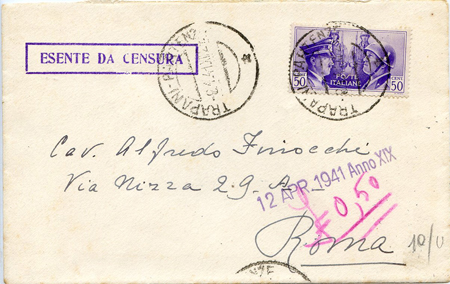 ESENTE DA CENSURA
TRAPANI
50
POSTE
ITALIANE
CENT
50
TRAPANI
Cav. Alfredo Finocchi
Via Nizza 29 A
12 APR. 1941 Anno XIX
0,50
Roma